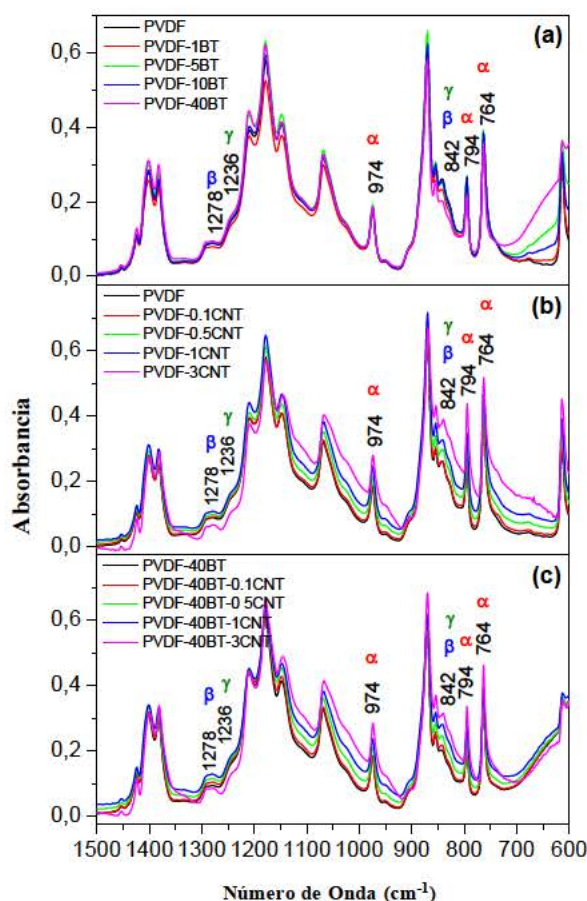 0,6
0,4
0,2
0,0
PVDF
PVDF-1BT
PVDF-5BT
PVDF-10BT
PVDF-40BT
(a)
β
1278
γ
1236
α
974
γ
β
842
α
794
α
764
0,6
0,4
0,2
0,0
PVDF
PVDF-0.1CNT
PVDF-0.5CNT
PVDF-1CNT
PVDF-3CNT
(b)
β
1278
γ
1236
α
974
γ
β
842
α
794
α
764
0,6
0,4
0,2
0,0
PVDF-40BT
PVDF-40BT-0.1CNT
PVDF-40BT-0 5CNT
PVDF-40BT-1CNT
PVDF-40BT-3CNT
(c)
β
1278
γ
1236
α
974
γ
β
842
α
794
α
764
Absorbancia
1500 1400 1300 1200 1100 1000 900 800 700 600
Número de Onda (cm⁻¹)